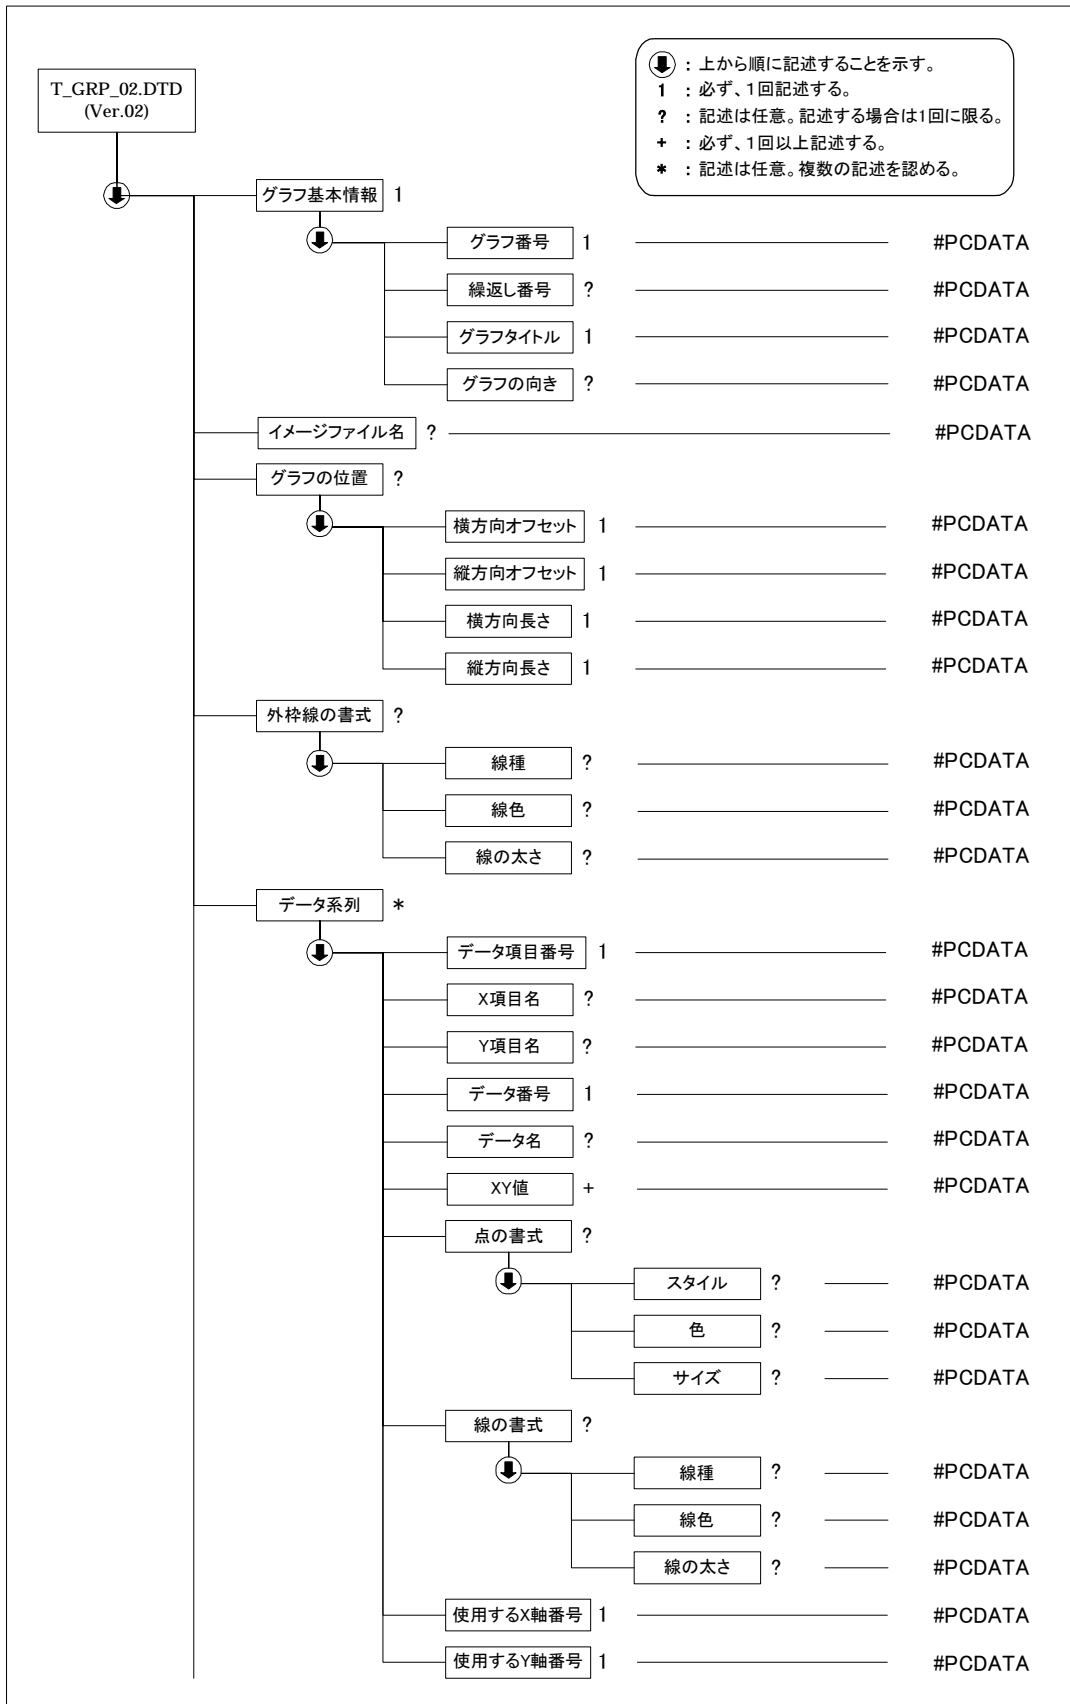 T_GRP_02.DTD
(Ver.02)
: 上から順に記述することを示す。
1 : 必ず、1回記述する。
? : 記述は任意。記述する場合は1回に限る。
+ : 必ず、1回以上記述する。
* : 記述は任意。複数の記述を認める。
グラフ基本情報 1
グラフ番号 1 #PCDATA
繰返し番号 ? #PCDATA
グラフタイトル 1 #PCDATA
グラフの向き ? #PCDATA
イメージファイル名 ? #PCDATA
グラフの位置 ?
横方向オフセット 1 #PCDATA
縦方向オフセット 1 #PCDATA
横方向長さ 1 #PCDATA
縦方向長さ 1 #PCDATA
外枠線の書式 ?
線種 ? #PCDATA
線色 ? #PCDATA
線の太さ ? #PCDATA
データ系列 *
データ項目番号 1 #PCDATA
X項目名 ? #PCDATA
Y項目名 ? #PCDATA
データ番号 1 #PCDATA
データ名 ? #PCDATA
XY値 + #PCDATA
点の書式 ?
スタイル ? #PCDATA
色 ? #PCDATA
サイズ ? #PCDATA
線の書式 ?
線種 ? #PCDATA
線色 ? #PCDATA
線の太さ ? #PCDATA
使用するX軸番号 1 #PCDATA
使用するY軸番号 1 #PCDATA